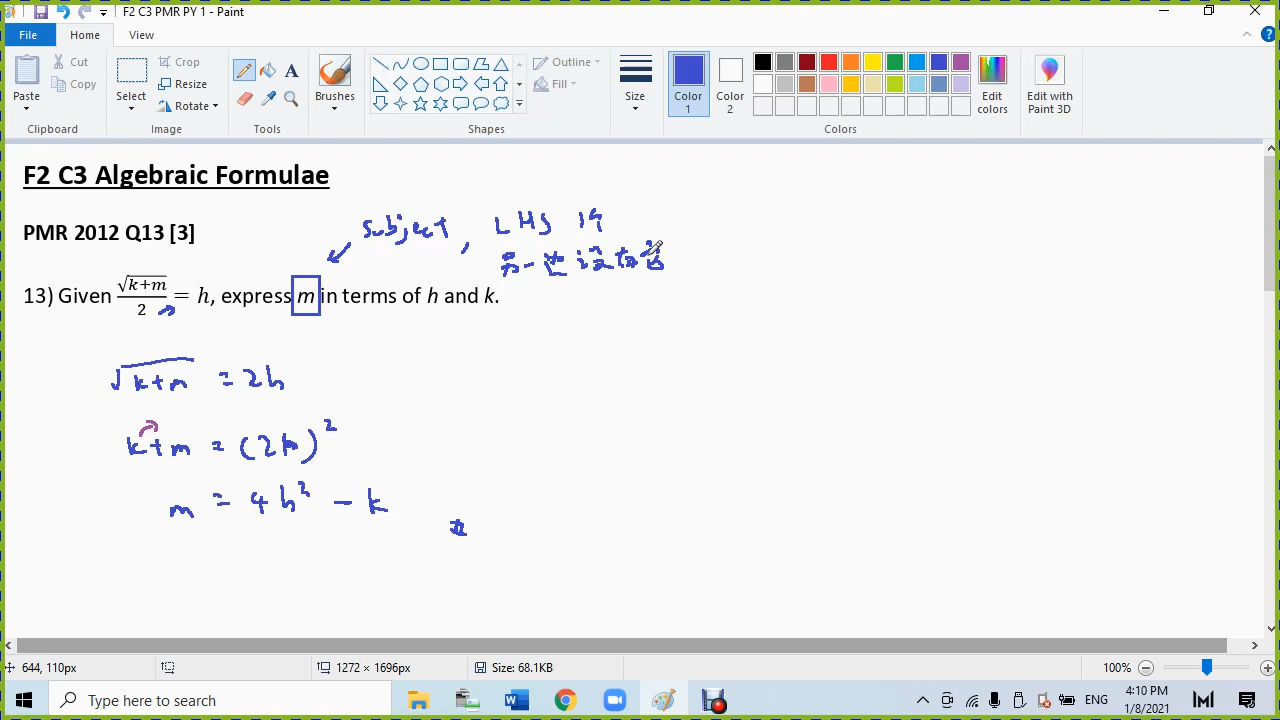 F2 C3 PMR PY 1 - Paint
File Home View
Paste Cut Copy Select Crop Resize Rotate A Brushes Outline Fill Size Color 1 Color 2 Edit colors Edit with Paint 3D
Clipboard Image Tools Shapes Colors
F2 C3 Algebraic Formulae
subject, LHS
PMR 2012 Q13 [3]
13) Given √(k+m)/2 = h, express m in terms of h and k.
√(k+m) = 2h
k+m = (2h)²
m = 4h² - k
644, 110px 1272 × 1696px Size: 68.1KB 100%
Type here to search ENG 4:10 PM 1/8/2021